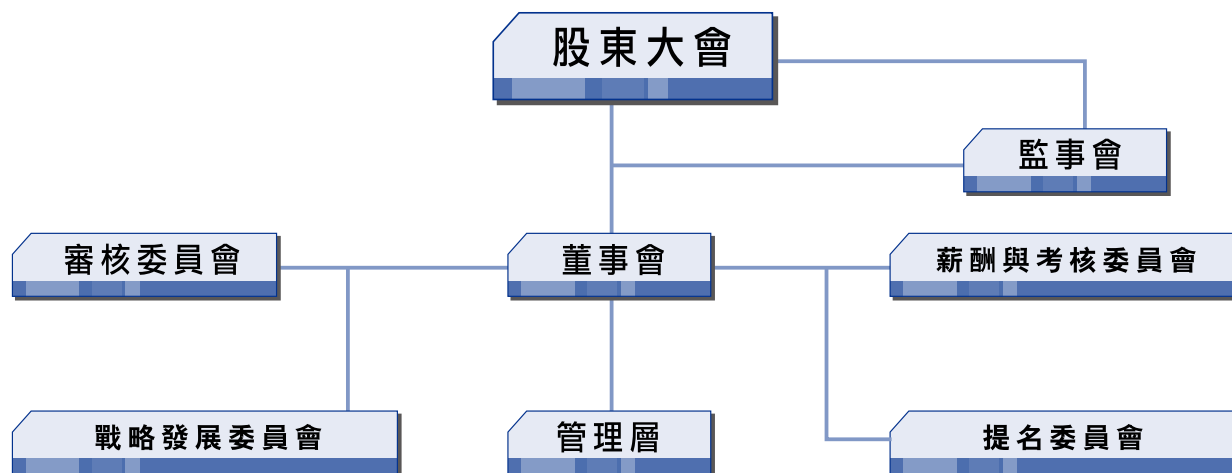 股東大會
監事會
審核委員會
董事會
薪酬與考核委員會
戰略發展委員會
管理層
提名委員會